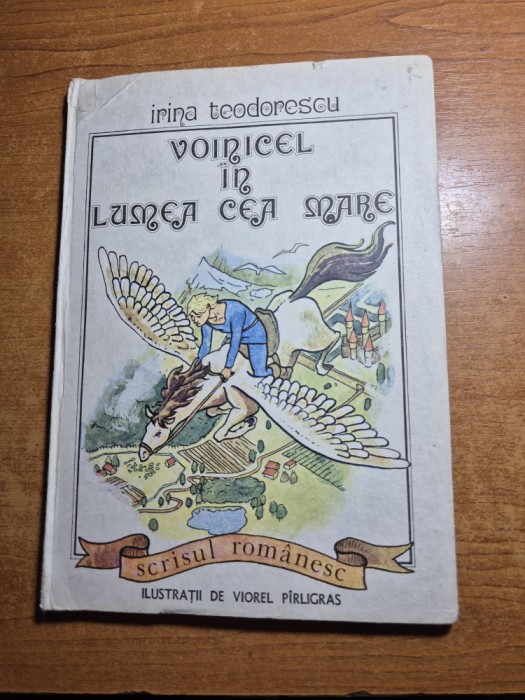 irina teodorescu
VOINICEL
ÎN
LUMEA CEA MARE
scrisul românesc
ILUSTRAȚII DE VIOREL PÎRLIGRAS